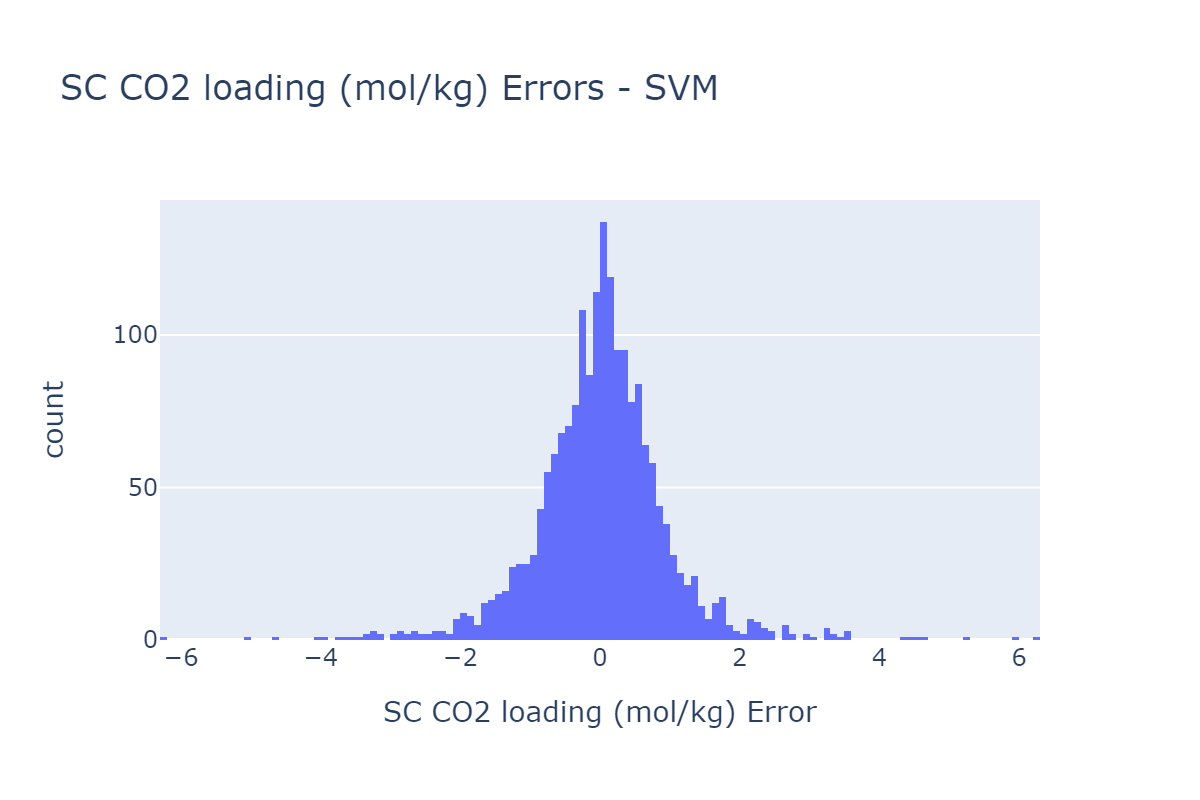 SC CO2 loading (mol/kg) Errors - SVM
100
50
0
count
−6 −4 −2 0 2 4 6
SC CO2 loading (mol/kg) Error